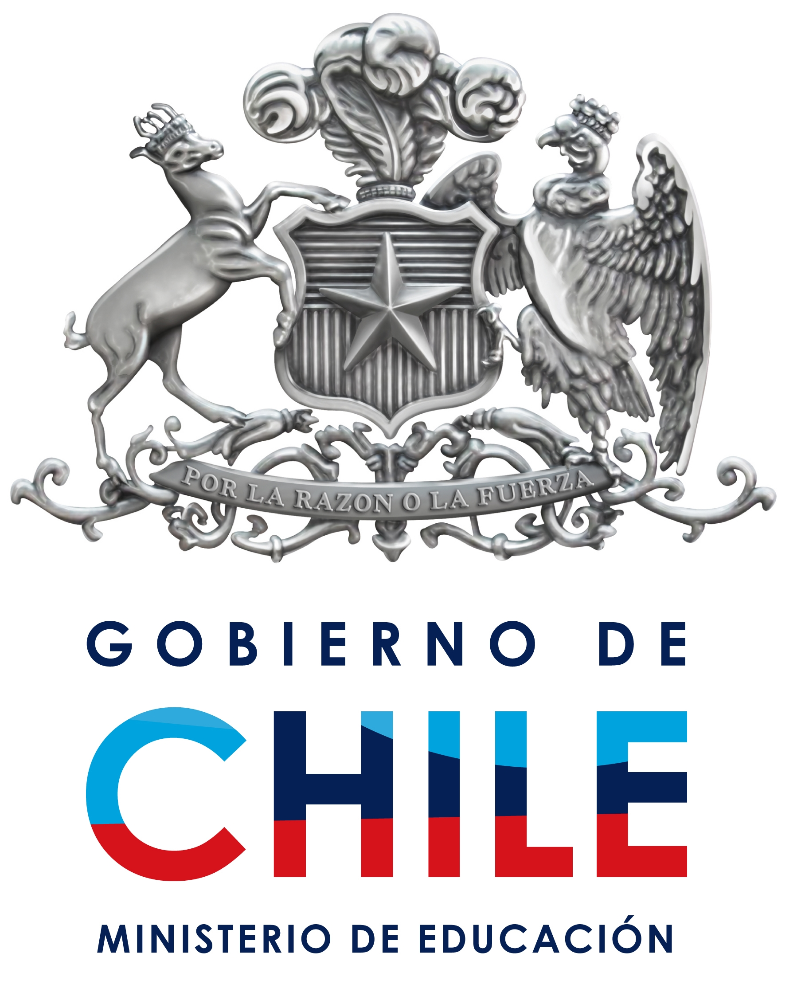 POR LA RAZON O LA FUERZA
GOBIERNO DE
CHILE
MINISTERIO DE EDUCACIÓN